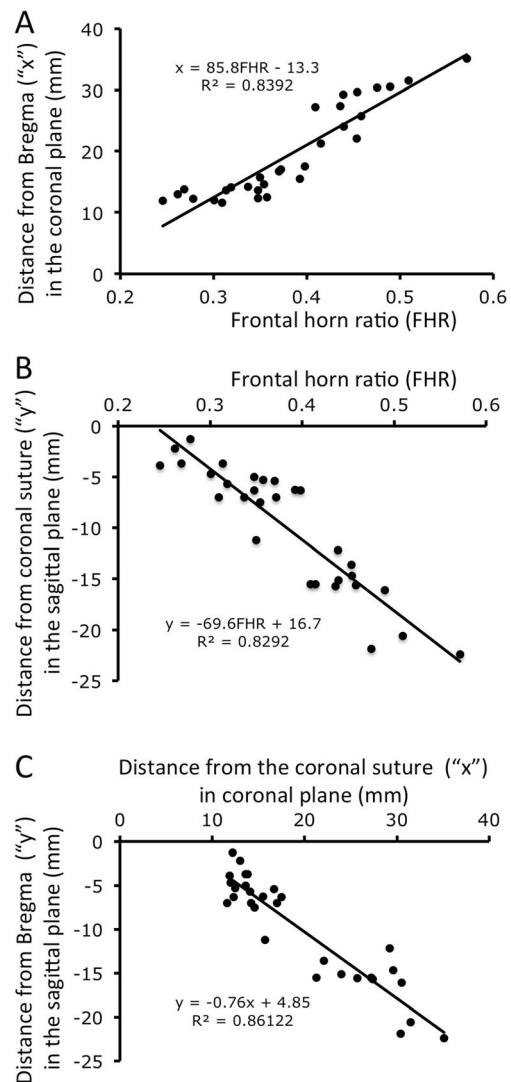 A
Distance from Bregma (“x”)
in the coronal plane (mm)
40
30
20
10
0
x = 85.8FHR - 13.3
R² = 0.8392
0.2 0.3 0.4 0.5 0.6
Frontal horn ratio (FHR)
B
Frontal horn ratio (FHR)
0.2 0.3 0.4 0.5 0.6
Distance from coronal suture (“y”)
in the sagittal plane (mm)
0
-5
-10
-15
-20
-25
y = -69.6FHR + 16.7
R² = 0.8292
C
Distance from the coronal suture (“x”)
in coronal plane (mm)
0 10 20 30 40
Distance from Bregma (“y”)
in the sagittal plane (mm)
0
-5
-10
-15
-20
-25
y = -0.76x + 4.85
R² = 0.86122